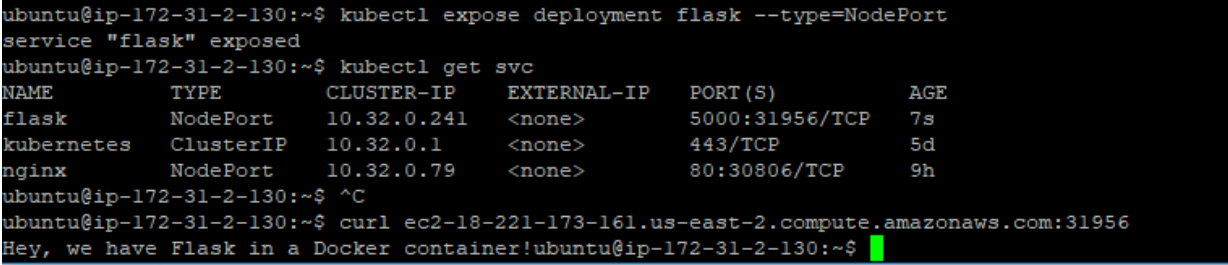 ubuntu@ip-172-31-2-130:~$ kubectl expose deployment flask --type=NodePort
service "flask" exposed
ubuntu@ip-172-31-2-130:~$ kubectl get svc
NAME         TYPE        CLUSTER-IP    EXTERNAL-IP   PORT(S)          AGE
flask        NodePort    10.32.0.241   <none>        5000:31956/TCP   7s
kubernetes   ClusterIP   10.32.0.1     <none>        443/TCP          5d
nginx        NodePort    10.32.0.79    <none>        80:30806/TCP     9h
ubuntu@ip-172-31-2-130:~$ ^C
ubuntu@ip-172-31-2-130:~$ curl ec2-18-221-173-161.us-east-2.compute.amazonaws.com:31956
Hey, we have Flask in a Docker container!ubuntu@ip-172-31-2-130:~$